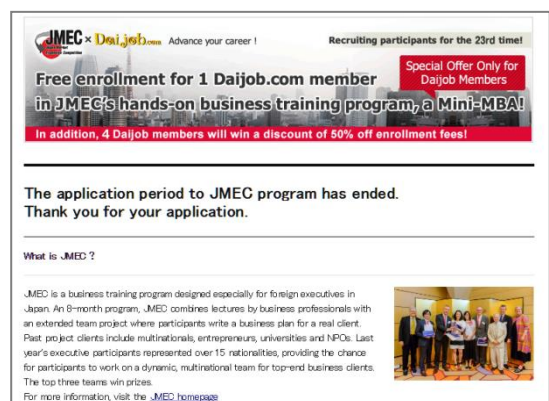 JMEC × Daijob.com Advance your career !
Recruiting participants for the 23rd time!
Special Offer Only for
Daijob Members
Free enrollment for 1 Daijob.com member
in JMEC's hands-on business training program, a Mini-MBA!
In addition, 4 Daijob members will win a discount of 50% off enrollment fees!
The application period to JMEC program has ended.
Thank you for your application.
What is JMEC ?
JMEC is a business training program designed especially for foreign executives in
Japan. An 8-month program, JMEC combines lectures by business professionals with
an extended team project where participants write a business plan for a real client.
Past project clients include multinationals, entrepreneurs, universities and NPOs. Last
year's executive participants represented over 15 nationalities, providing the chance
for participants to work on a dynamic, multinational team for top-end business clients.
The top three teams win prizes.
For more information, visit the JMEC homepage